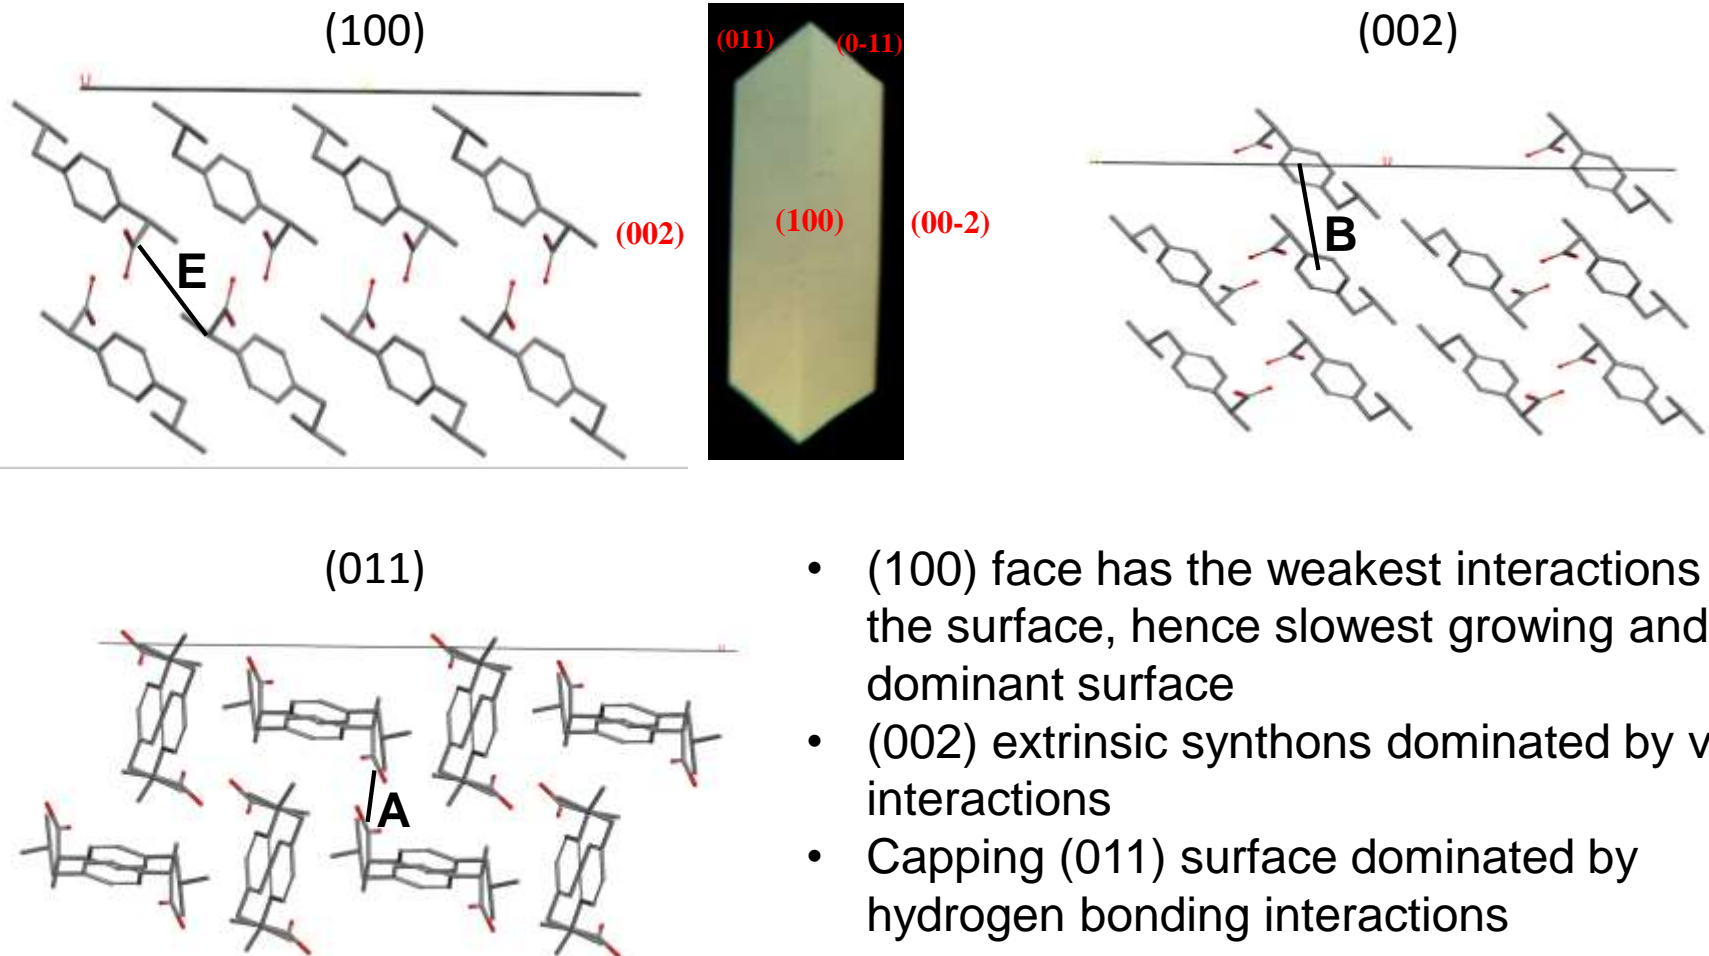 (100)
(011)
(0-11)
(002)
E
(002)
(100)
(00-2)
B
(011)
A
• (100) face has the weakest interactions
the surface, hence slowest growing and
dominant surface
• (002) extrinsic synthons dominated by v
interactions
• Capping (011) surface dominated by
hydrogen bonding interactions